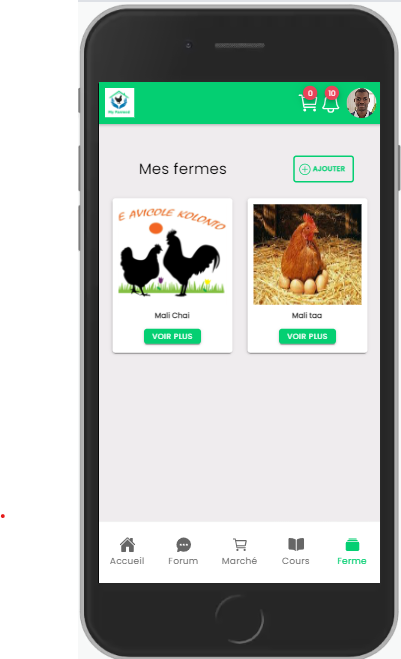 0 10
Mes fermes
AJOUTER
E AVICOLE KOLONTO
Mali Chai
Mali taa
VOIR PLUS
VOIR PLUS
Accueil
Forum
Marché
Cours
Ferme